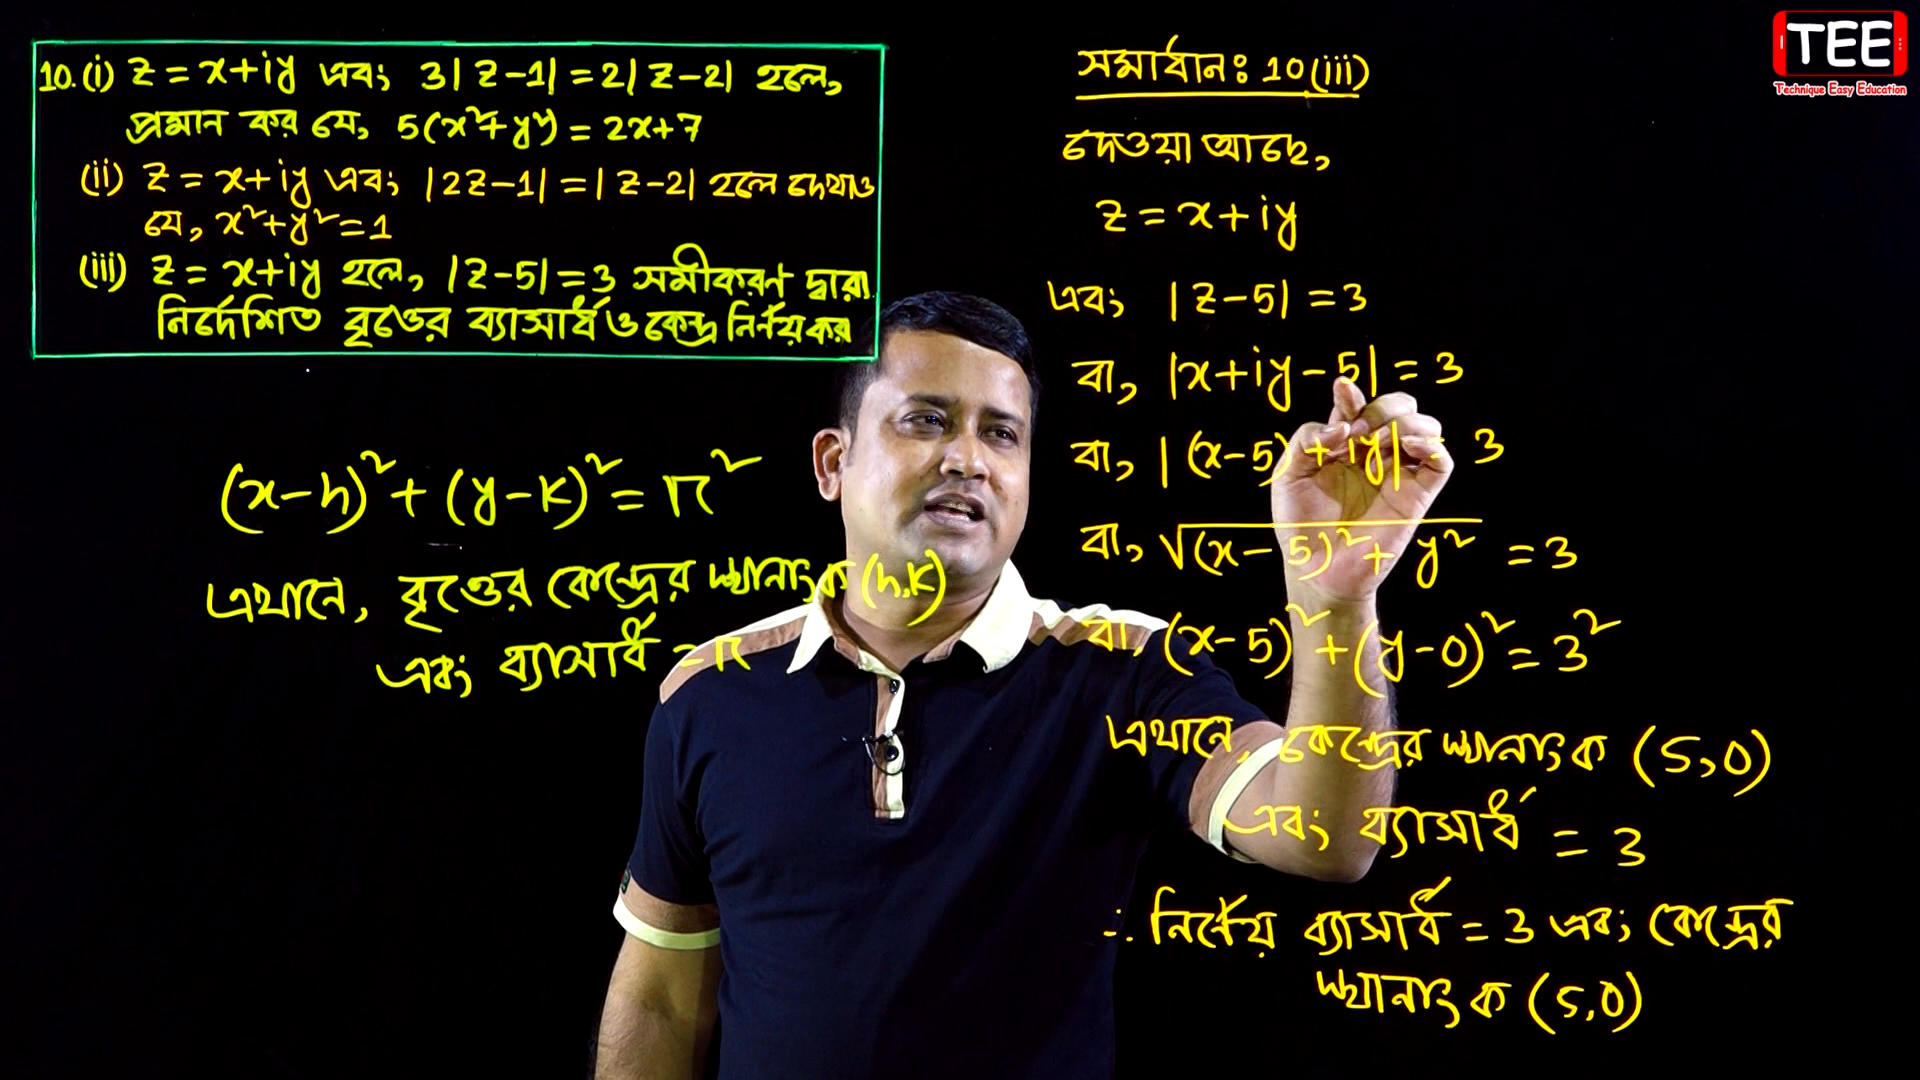 10.(i) z = x+iy এবং 3|z-1| = 2|z-2| হলে,
প্রমান কর যে, 5(x²+y²) = 2x+7
(ii) z = x+iy এবং |2z-1| = |z-2| হলে দেখাও
যে, x²+y²=1
(iii) z = x+iy হলে, |z-5| = 3 সমীকরণ দ্বারা
নির্দেশিত বৃত্তের ব্যাসার্ধ ও কেন্দ্র নির্ণয় কর
(x-h)² + (y-k)² = r²
এখানে, বৃত্তের কেন্দ্রের স্থানাংক (h,k)
এবং ব্যাসার্ধ = r
সমাধানঃ 10(iii)
দেওয়া আছে,
z = x+iy
এবং |z-5| = 3
বা, |x+iy-5| = 3
বা, |(x-5)+iy| = 3
বা, √(x-5)²+y² = 3
বা, (x-5)²+(y-0)² = 3²
এখানে, কেন্দ্রের স্থানাংক (5,0)
এবং ব্যাসার্ধ = 3
∴ নির্ণেয় ব্যাসার্ধ = 3 এবং কেন্দ্রের
স্থানাংক (5,0)
TEE
Technique Easy Education